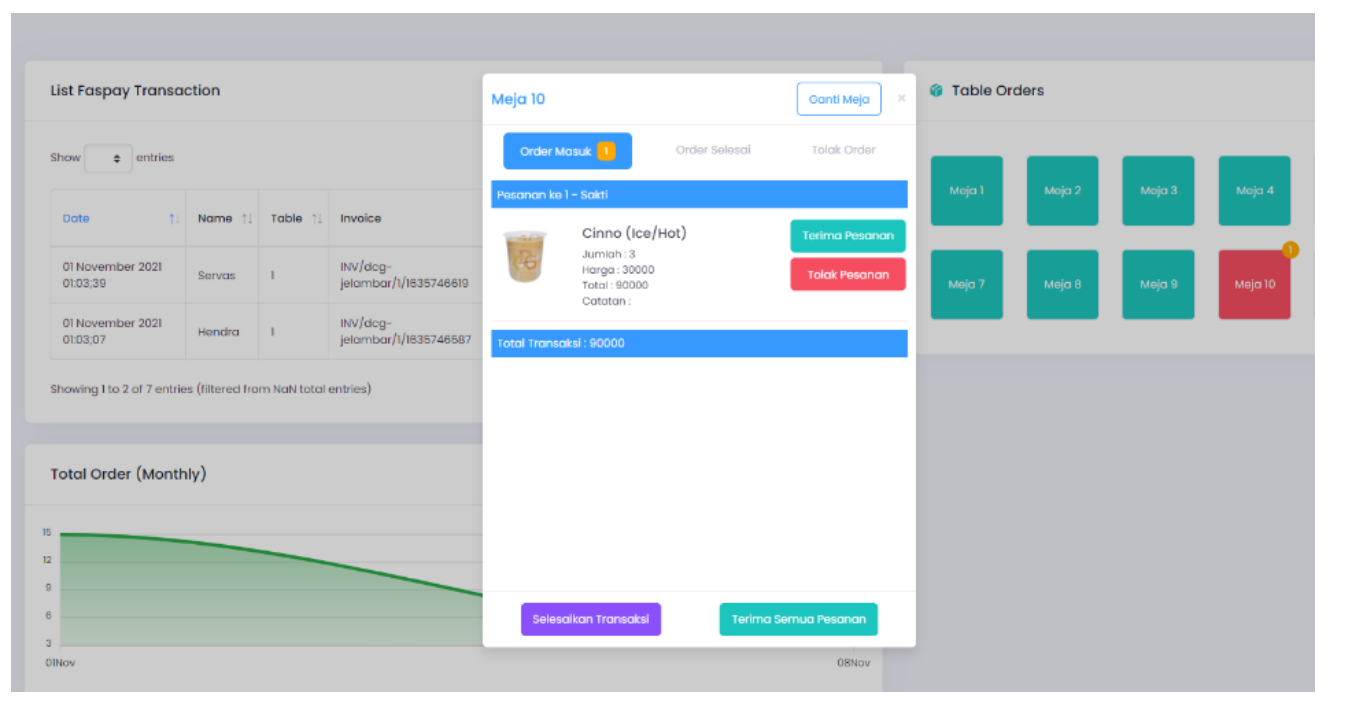 List Faspay Transaction
Show entries
Date Name Table Invoice
01 November 2021
01:03;39
Servas 1
INV/dcg-
jelambar/1/1635746619
01 November 2021
01:03;07
Hendra 1
INV/dcg-
jelambar/1/1635746587
Showing 1 to 2 of 7 entries (filtered from NaN total entries)
Total Order (Monthly)
15
12
9
6
3
01Nov 08Nov
Meja 10
Ganti Meja ×
Order Masuk 1 Order Selesai Tolak Order
Pesanan ke 1 - Sakti
Cinno (Ice/Hot)
Jumlah : 3
Harga : 30000
Total : 90000
Catatan :
Terima Pesanan
Tolak Pesanan
Total Transaksi : 90000
Selesaikan Transaksi Terima Semua Pesanan
Table Orders
Meja 1 Meja 2 Meja 3 Meja 4
1
Meja 7 Meja 8 Meja 9 Meja 10